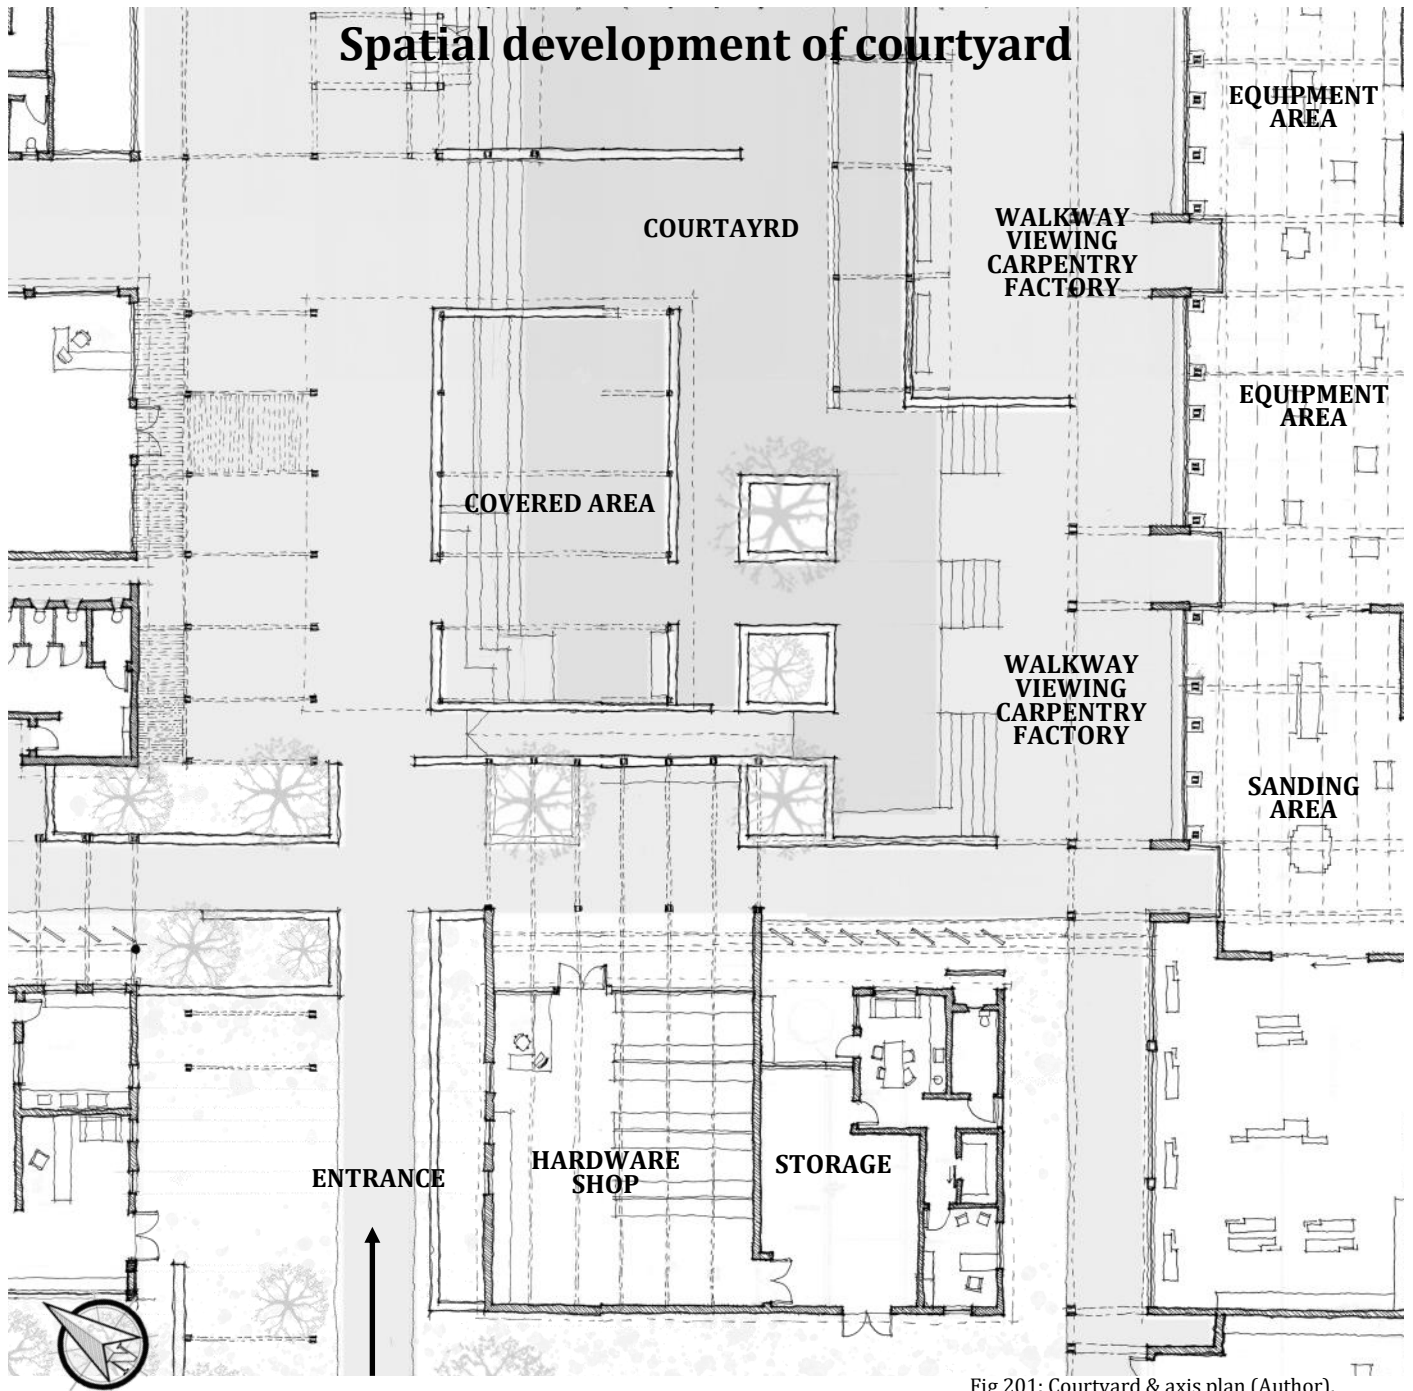 Spatial development of courtyard
EQUIPMENT
AREA
COURTAYRD
WALKWAY
VIEWING
CARPENTRY
FACTORY
EQUIPMENT
AREA
COVERED AREA
WALKWAY
VIEWING
CARPENTRY
FACTORY
SANDING
AREA
ENTRANCE
HARDWARE
SHOP
STORAGE
N
Fig 201: Courtyard & axis plan (Author).